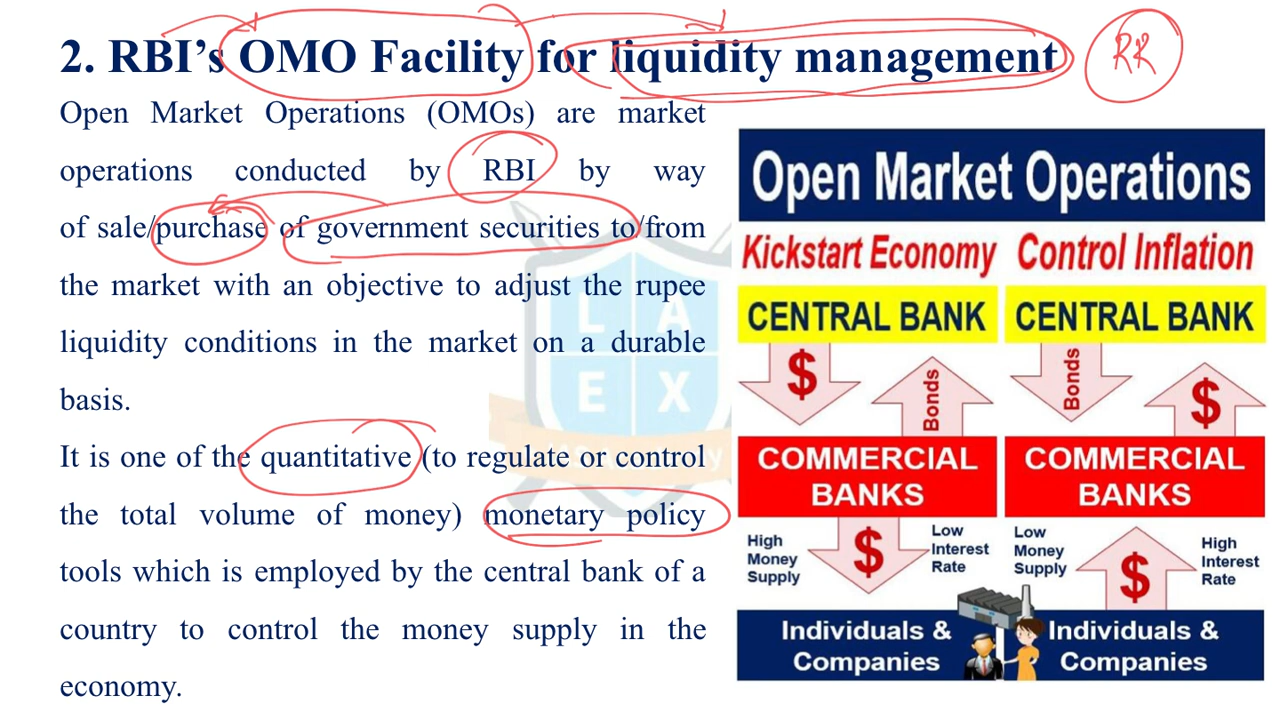 2. RBI's OMO Facility for liquidity management
RR
Open Market Operations (OMOs) are market
operations conducted by RBI by way
of sale/purchase of government securities to/from
the market with an objective to adjust the rupee
liquidity conditions in the market on a durable
basis.
It is one of the quantitative (to regulate or control
the total volume of money) monetary policy
tools which is employed by the central bank of a
country to control the money supply in the
economy.
L A
E X
Open Market Operations
Kickstart Economy Control Inflation
CENTRAL BANK CENTRAL BANK
$ Bonds Bonds $
COMMERCIAL BANKS
COMMERCIAL BANKS
High
Money
Supply
$
Low
Interest
Rate
Low
Money
Supply
$
High
Interest
Rate
Individuals &
Companies
Individuals &
Companies